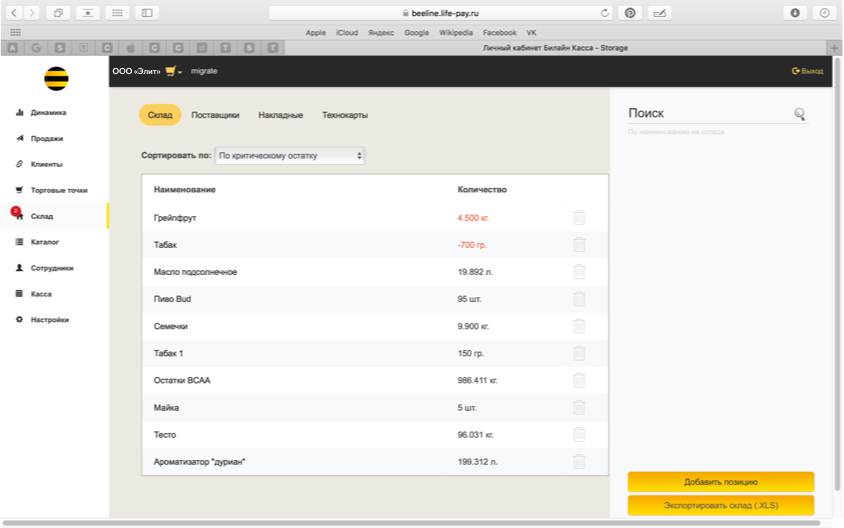 beeline.life-pay.ru
Apple iCloud Яндекс Google Wikipedia Facebook VK
A G S T C C C d T S T Личный кабинет Билайн Касса - Storage
ООО «Элит» migrate Выход
Динамика
Продажи
Клиенты
Торговые точки
2 Склад
Каталог
Сотрудники
Касса
Настройки
Склад Поставщики Накладные Технокарты
Сортировать по: По критическому остатку
Наименование Количество
Грейпфрут 4.500 кг.
Табак -700 гр.
Масло подсолнечное 19.892 л.
Пиво Bud 95 шт.
Семечки 9.900 кг.
Табак 1 150 гр.
Остатки BCAA 986.411 кг.
Майка 5 шт.
Тесто 96.031 кг.
Ароматизатор "дуриан" 199.312 л.
Поиск
По наименованию на складе
Добавить позицию
Экспортировать склад (.XLS)